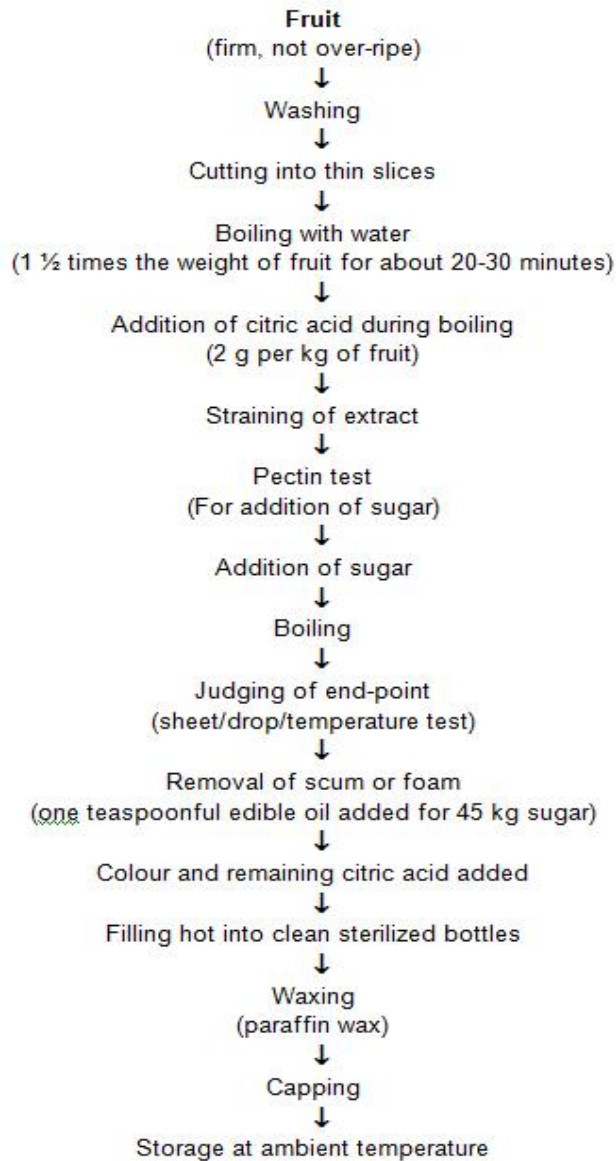 Fruit
(firm, not over-ripe)
↓
Washing
↓
Cutting into thin slices
↓
Boiling with water
(1 ½ times the weight of fruit for about 20-30 minutes)
↓
Addition of citric acid during boiling
(2 g per kg of fruit)
↓
Straining of extract
↓
Pectin test
(For addition of sugar)
↓
Addition of sugar
↓
Boiling
↓
Judging of end-point
(sheet/drop/temperature test)
↓
Removal of scum or foam
(one teaspoonful edible oil added for 45 kg sugar)
↓
Colour and remaining citric acid added
↓
Filling hot into clean sterilized bottles
↓
Waxing
(paraffin wax)
↓
Capping
↓
Storage at ambient temperature